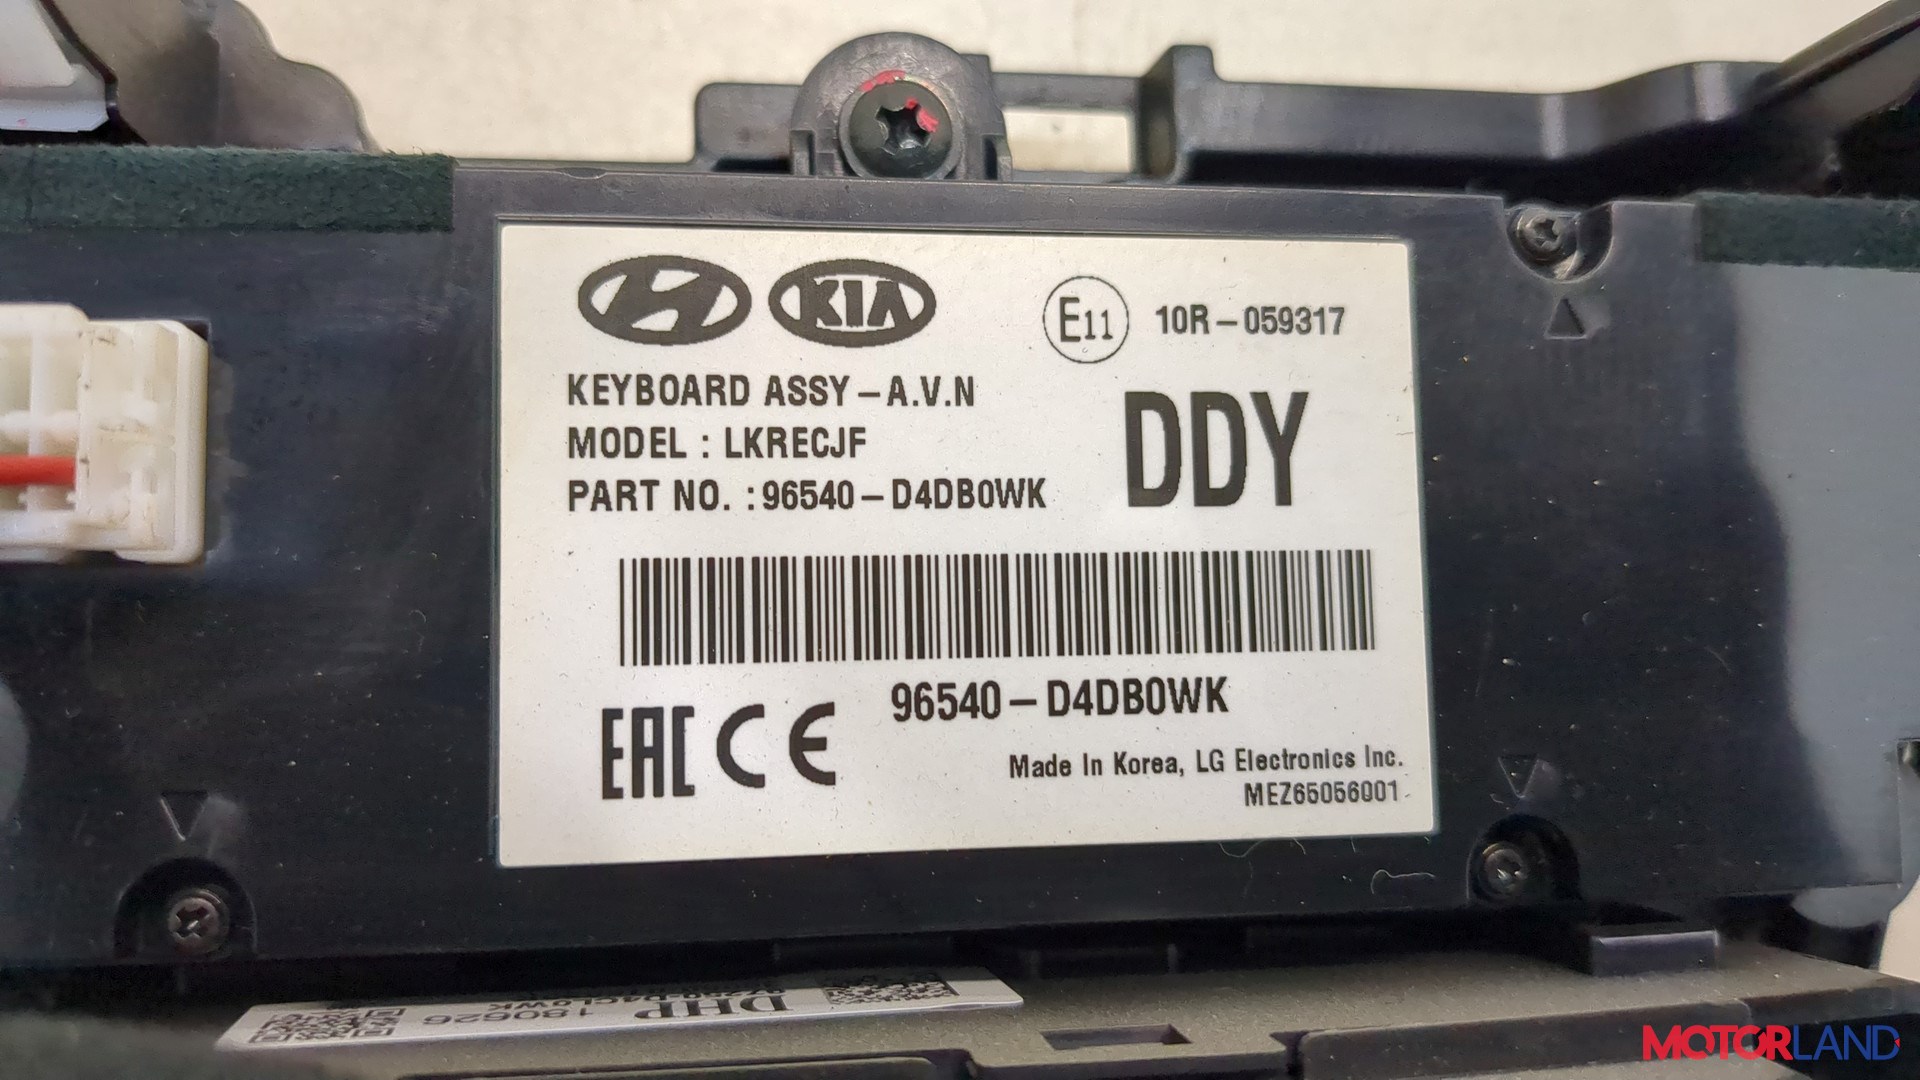 KIA
E11 10R-059317
KEYBOARD ASSY-A.V.N
MODEL : LKRECJF
PART NO. :96540-D4DB0WK
DDY
96540-D4DB0WK
EAC CE
Made In Korea, LG Electronics Inc.
MEZ65056001
DHP
180626
MOTORLAND